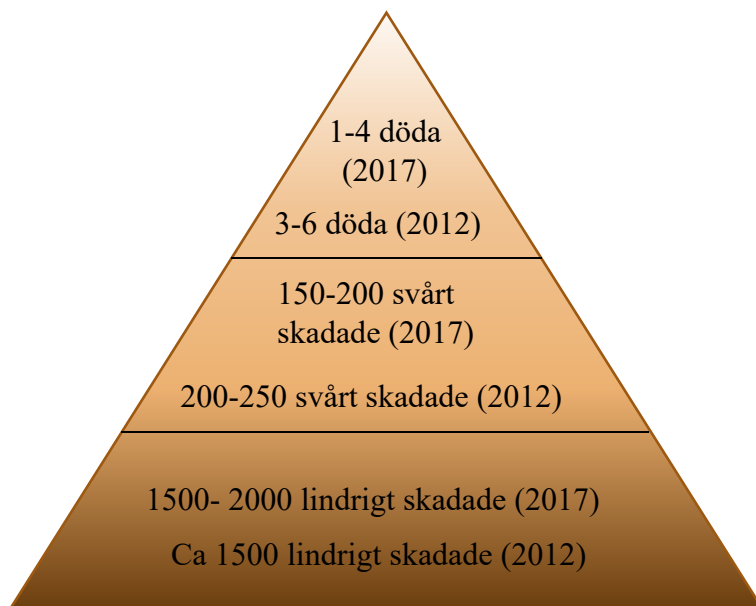 1-4 döda
(2017)
3-6 döda (2012)
150-200 svårt
skadade (2017)
200-250 svårt skadade (2012)
1500- 2000 lindrigt skadade (2017)
Ca 1500 lindrigt skadade (2012)